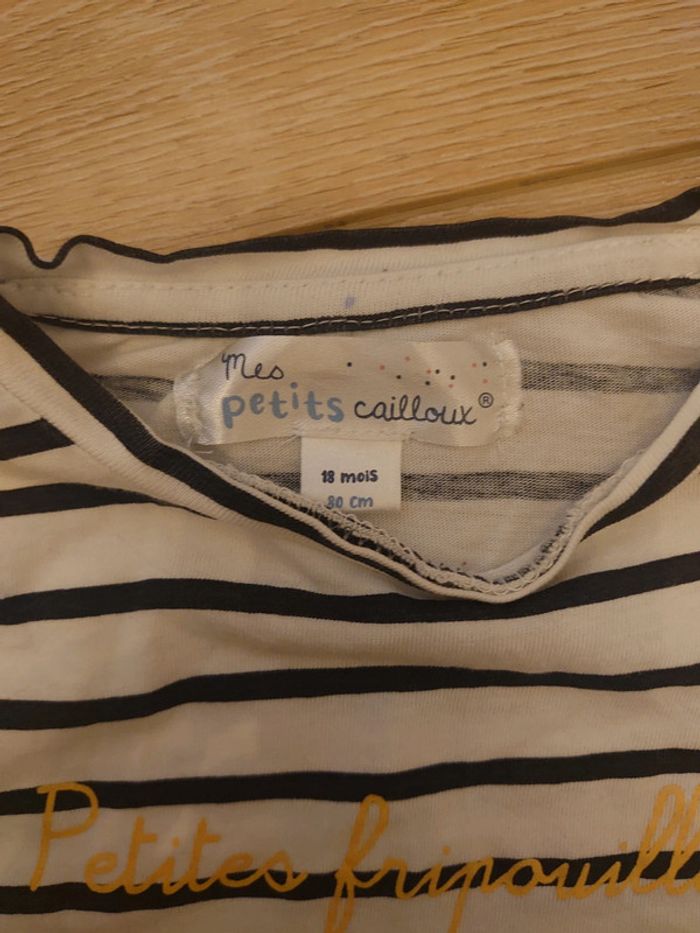 Mes
petits cailloux®
18 mois
80 cm
Petites fripouill